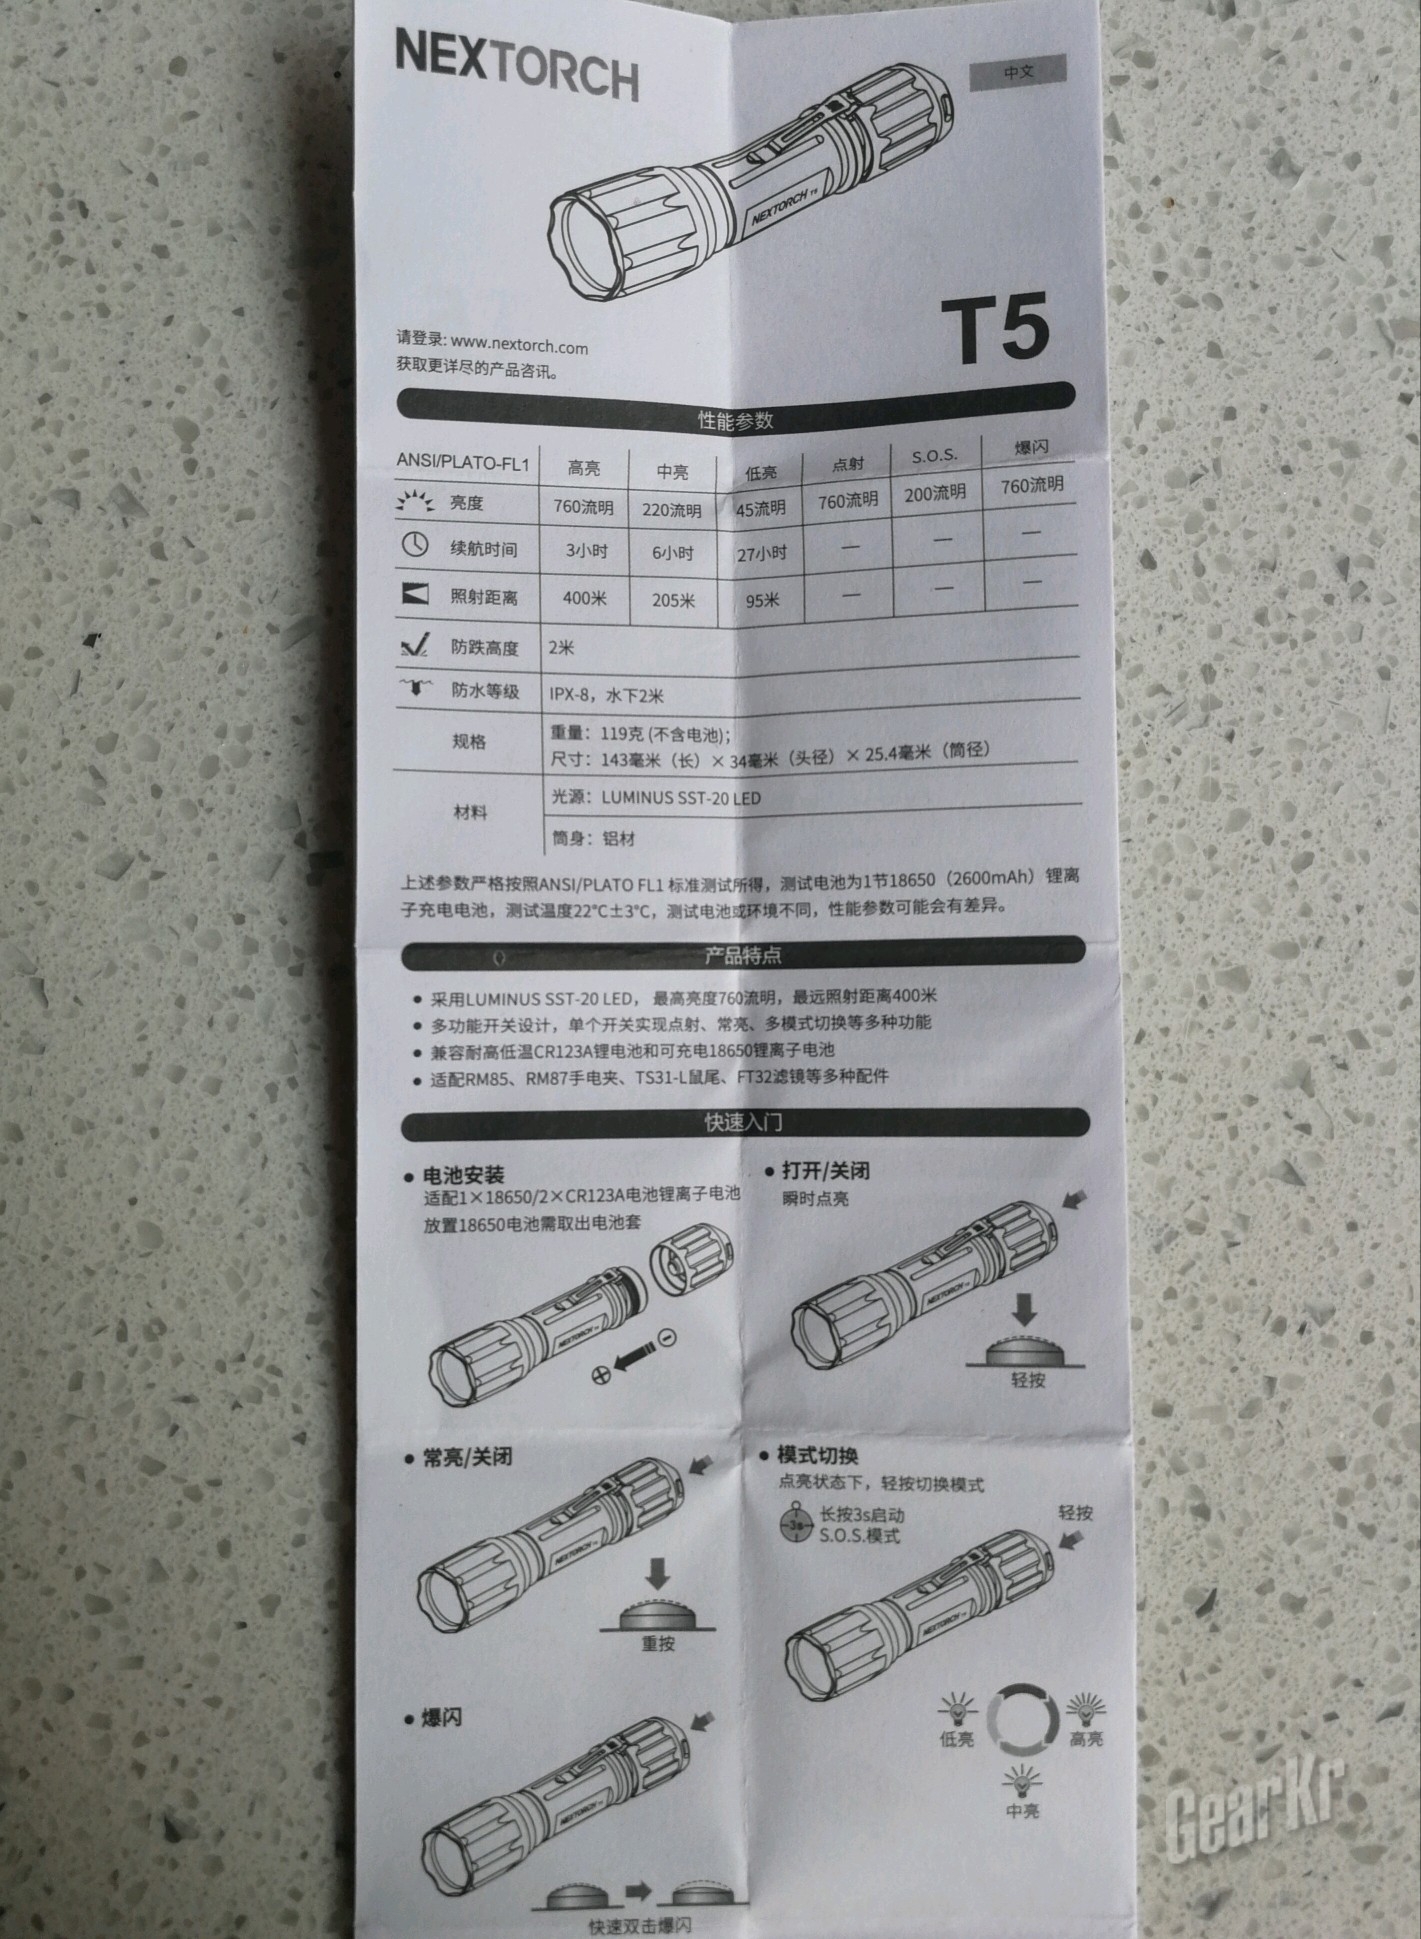 NEXTORCH
中文
NEXTORCH T5
T5
请登录: www.nextorch.com
获取更详尽的产品咨讯。
性能参数
ANSI/PLATO-FL1 高亮 中亮 低亮 点射 S.O.S. 爆闪
亮度 760流明 220流明 45流明 760流明 200流明 760流明
续航时间 3小时 6小时 27小时 — — —
照射距离 400米 205米 95米 — — —
防跌高度 2米
防水等级 IPX-8，水下2米
规格 重量：119克 (不含电池)；
尺寸：143毫米（长）× 34毫米（头径）× 25.4毫米（筒径）
材料 光源：LUMINUS SST-20 LED
筒身：铝材
上述参数严格按照ANSI/PLATO FL1 标准测试所得，测试电池为1节18650（2600mAh）锂离
子充电电池，测试温度22°C±3°C，测试电池或环境不同，性能参数可能会有差异。
产品特点
● 采用LUMINUS SST-20 LED， 最高亮度760流明，最远照射距离400米
● 多功能开关设计，单个开关实现点射、常亮、多模式切换等多种功能
● 兼容耐高低温CR123A锂电池和可充电18650锂离子电池
● 适配RM85、RM87手电夹、TS31-L鼠尾、FT32滤镜等多种配件
快速入门
● 电池安装
适配1×18650/2×CR123A电池锂离子电池
放置18650电池需取出电池套
NEXTORCH
● 打开/关闭
瞬时点亮
NEXTORCH
轻按
● 常亮/关闭
NEXTORCH
重按
● 模式切换
点亮状态下，轻按切换模式
3s 长按3s启动
S.O.S.模式
轻按
NEXTORCH
低亮 高亮
中亮
● 爆闪
NEXTORCH
快速双击爆闪
GearKr